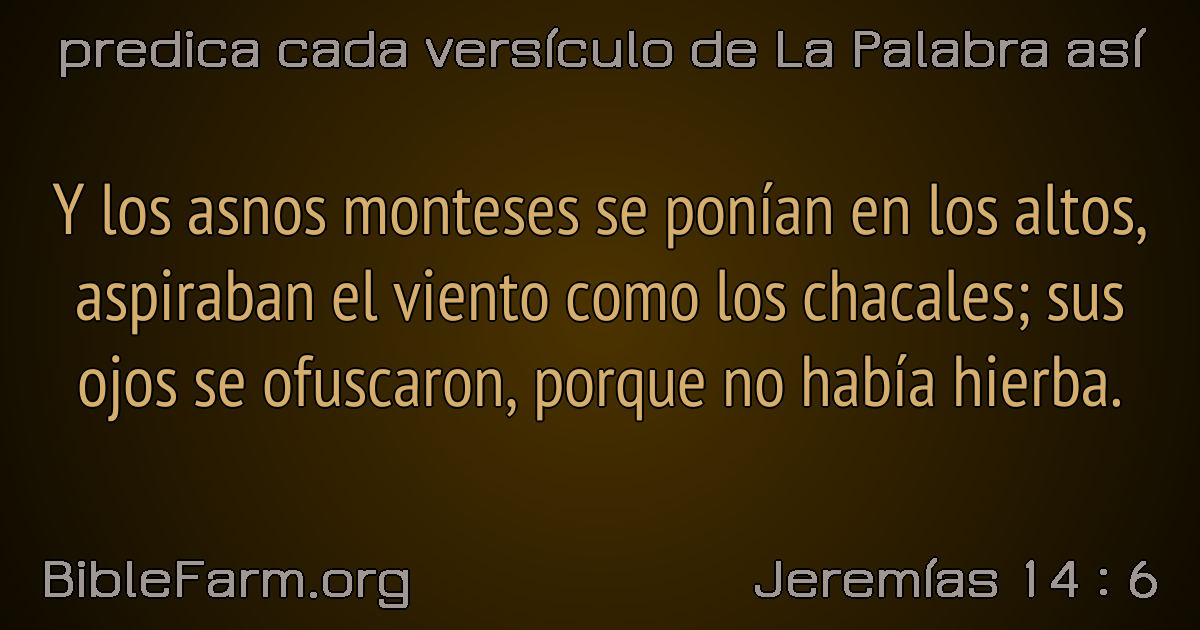 predica cada versículo de La Palabra así
Y los asnos monteses se ponían en los altos,
aspiraban el viento como los chacales; sus
ojos se ofuscaron, porque no había hierba.
BibleFarm.org
Jeremías 14 : 6